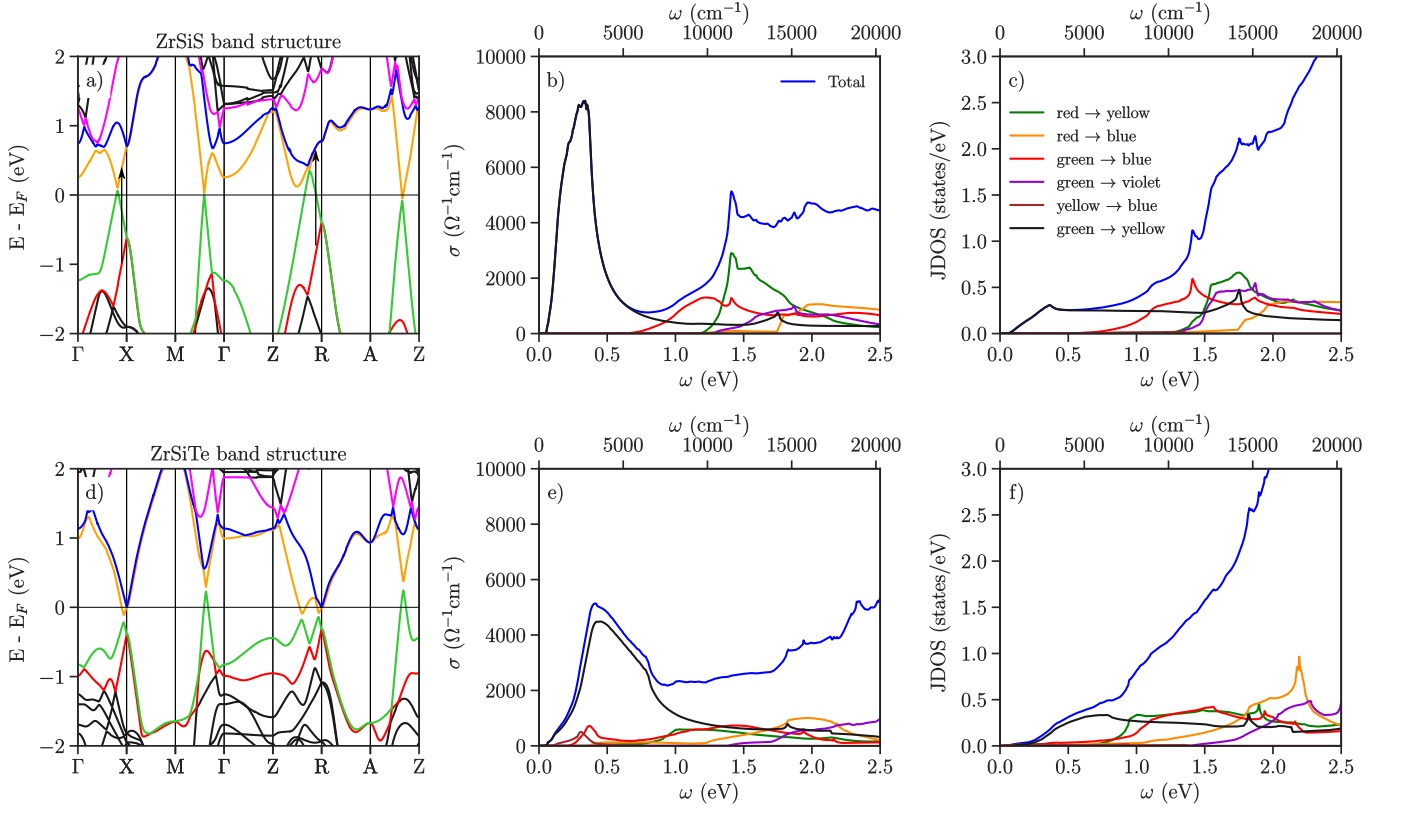 ZrSiS band structure
a)
E - E_F (eV)
2
1
0
−1
−2
Γ X M Γ Z R A Z
ω (cm⁻¹)
0 5000 10000 15000 20000
b)
Total
σ (Ω⁻¹cm⁻¹)
10000
8000
6000
4000
2000
0
0.0 0.5 1.0 1.5 2.0 2.5
ω (eV)
ω (cm⁻¹)
0 5000 10000 15000 20000
c)
red → yellow
red → blue
green → blue
green → violet
yellow → blue
green → yellow
JDOS (states/eV)
3.0
2.5
2.0
1.5
1.0
0.5
0.0
0.0 0.5 1.0 1.5 2.0 2.5
ω (eV)
ZrSiTe band structure
d)
E - E_F (eV)
2
1
0
−1
−2
Γ X M Γ Z R A Z
ω (cm⁻¹)
0 5000 10000 15000 20000
e)
σ (Ω⁻¹cm⁻¹)
10000
8000
6000
4000
2000
0
0.0 0.5 1.0 1.5 2.0 2.5
ω (eV)
ω (cm⁻¹)
0 5000 10000 15000 20000
f)
JDOS (states/eV)
3.0
2.5
2.0
1.5
1.0
0.5
0.0
0.0 0.5 1.0 1.5 2.0 2.5
ω (eV)